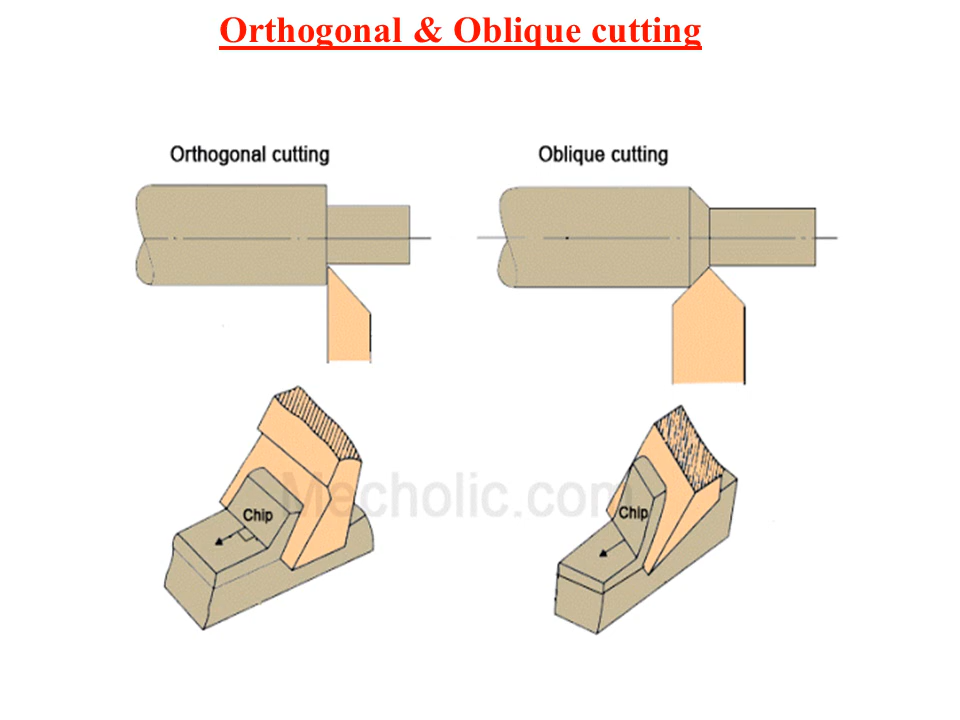 Orthogonal & Oblique cutting
Orthogonal cutting
Oblique cutting
Mecholic.com
Chip
Chip